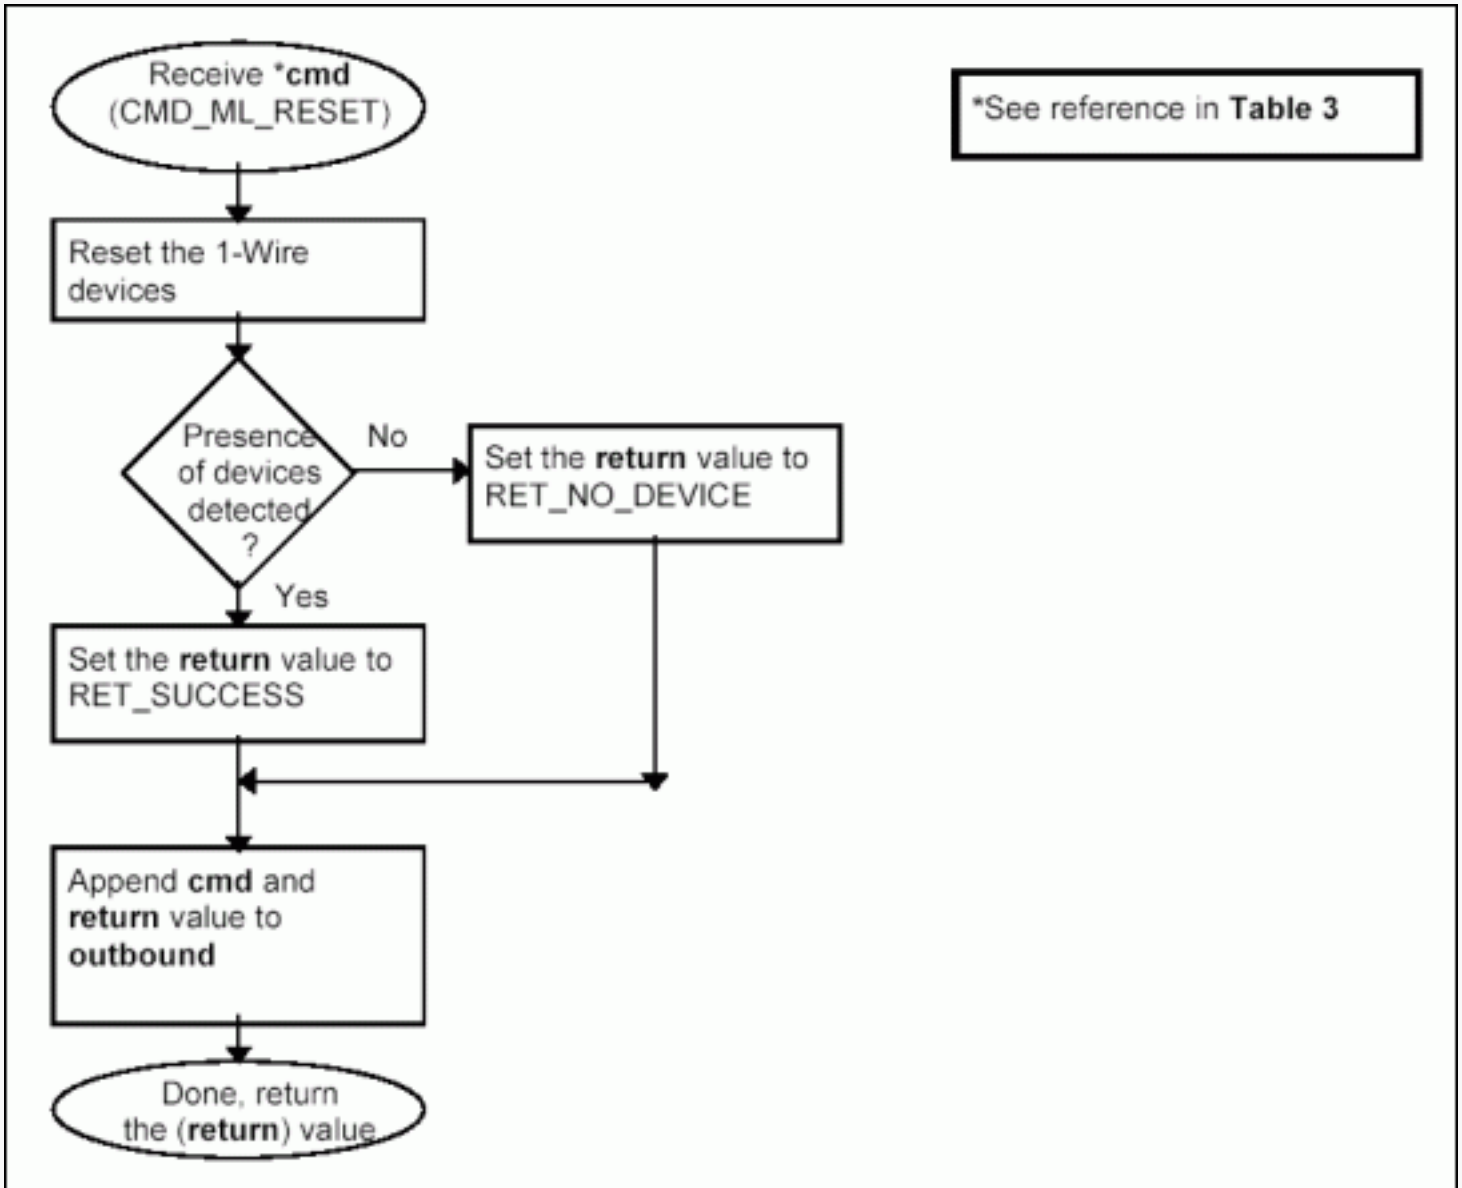 Receive *cmd
(CMD_ML_RESET)
*See reference in Table 3
Reset the 1-Wire
devices
Presence
of devices
detected
?
No
Set the return value to
RET_NO_DEVICE
Yes
Set the return value to
RET_SUCCESS
Append cmd and
return value to
outbound
Done, return
the (return) value